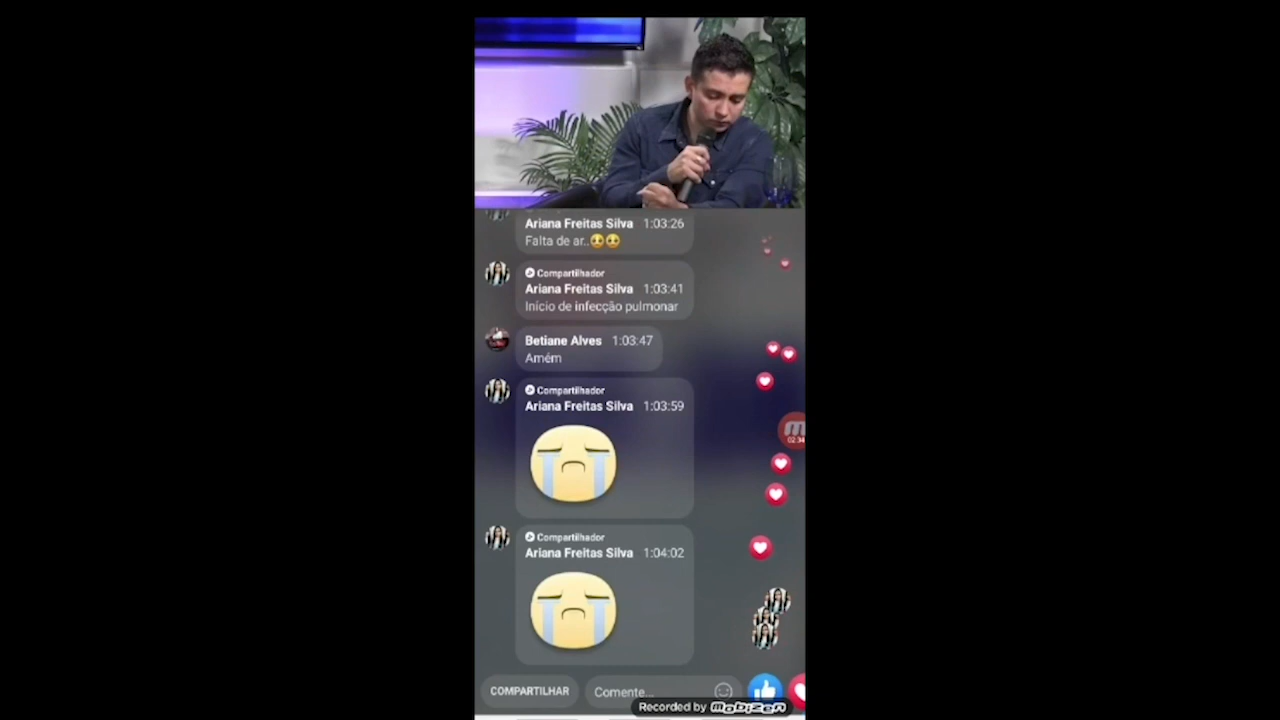 Ariana Freitas Silva 1:03:26
Falta de ar..
Compartilhador
Ariana Freitas Silva 1:03:41
Início de infecção pulmonar
Betiane Alves 1:03:47
Amém
Compartilhador
Ariana Freitas Silva 1:03:59
02:34
Compartilhador
Ariana Freitas Silva 1:04:02
COMPARTILHAR
Comente...
Recorded by mobizen